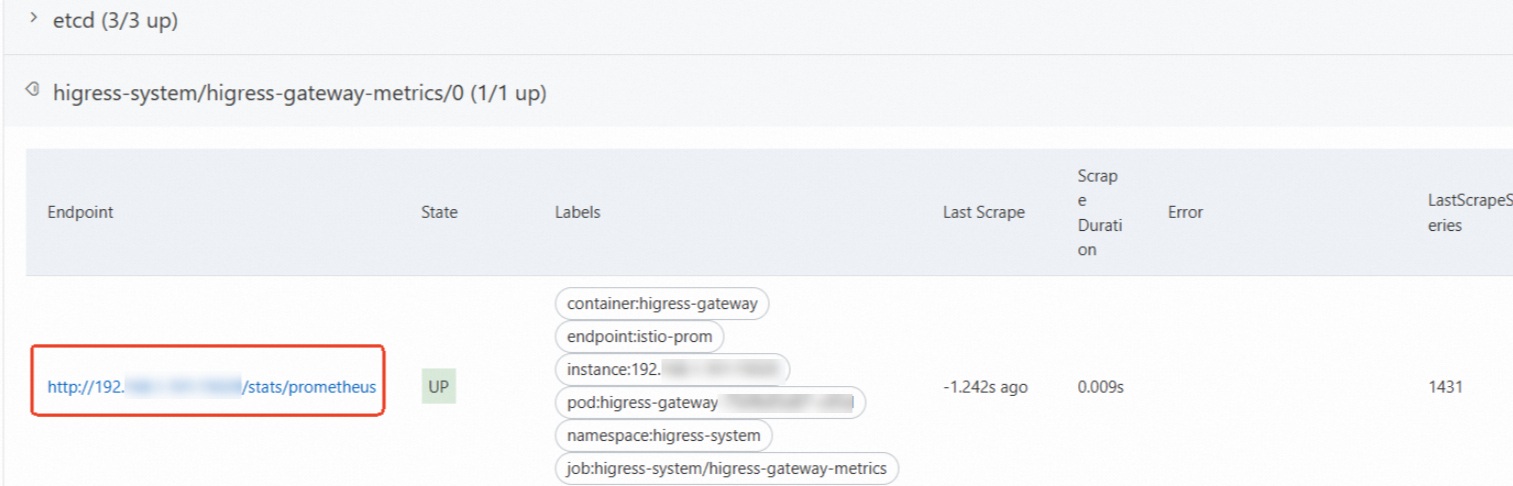 etcd (3/3 up)
higress-system/higress-gateway-metrics/0 (1/1 up)
Endpoint
State
Labels
Last Scrape
Scrap
e
Durati
on
Error
LastScrapeS
eries
http://192.
/stats/prometheus
UP
container:higress-gateway
endpoint:istio-prom
instance:192.
pod:higress-gateway
namespace:higress-system
job:higress-system/higress-gateway-metrics
-1.242s ago
0.009s
1431